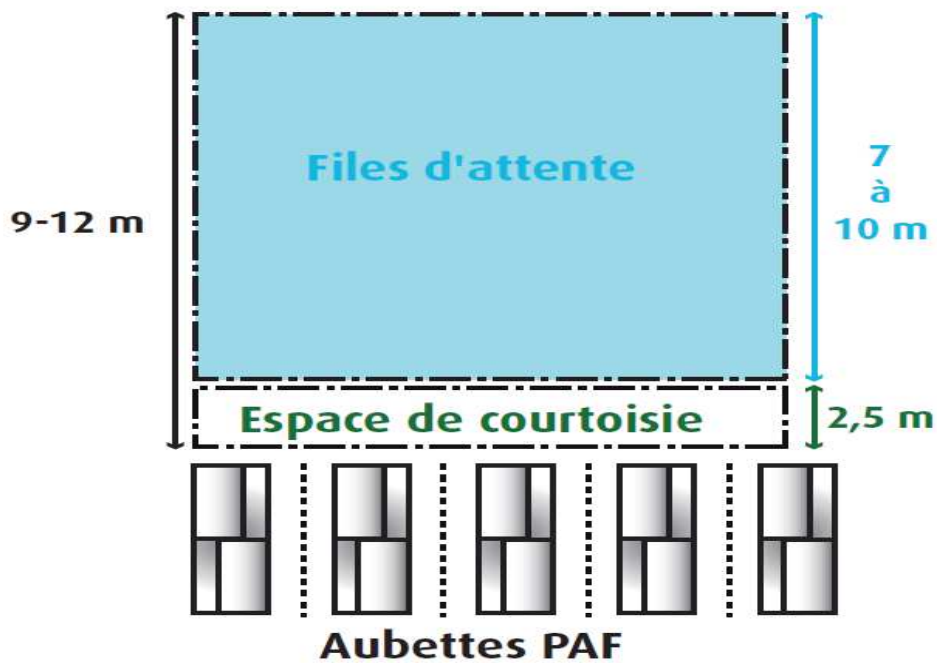 Files d'attente
7
à
10 m
9-12 m
Espace de courtoisie
2,5 m
Aubettes PAF